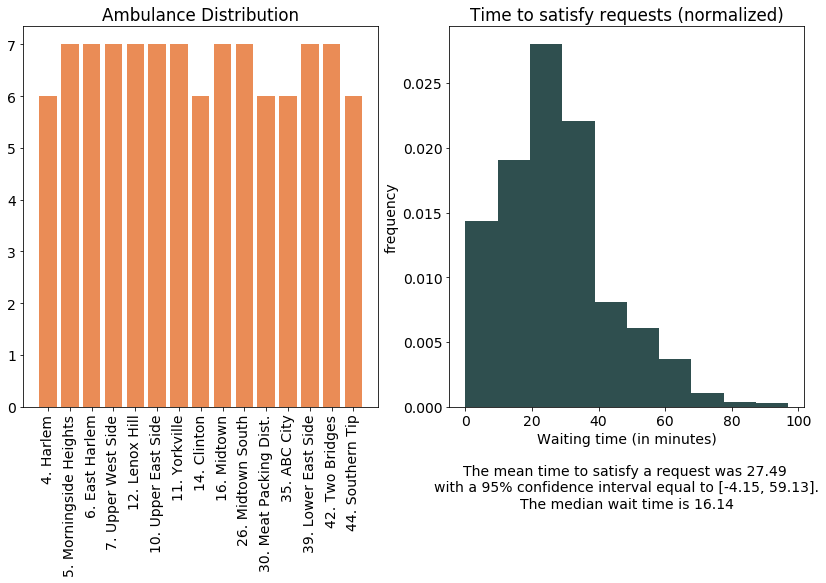 Ambulance Distribution
7
6
5
4
3
2
1
0
4. Harlem
5. Morningside Heights
6. East Harlem
7. Upper West Side
12. Lenox Hill
10. Upper East Side
11. Yorkville
14. Clinton
16. Midtown
26. Midtown South
30. Meat Packing Dist.
35. ABC City
39. Lower East Side
42. Two Bridges
44. Southern Tip
Time to satisfy requests (normalized)
frequency
0.025
0.020
0.015
0.010
0.005
0.000
0 20 40 60 80 100
Waiting time (in minutes)
The mean time to satisfy a request was 27.49
with a 95% confidence interval equal to [-4.15, 59.13].
The median wait time is 16.14